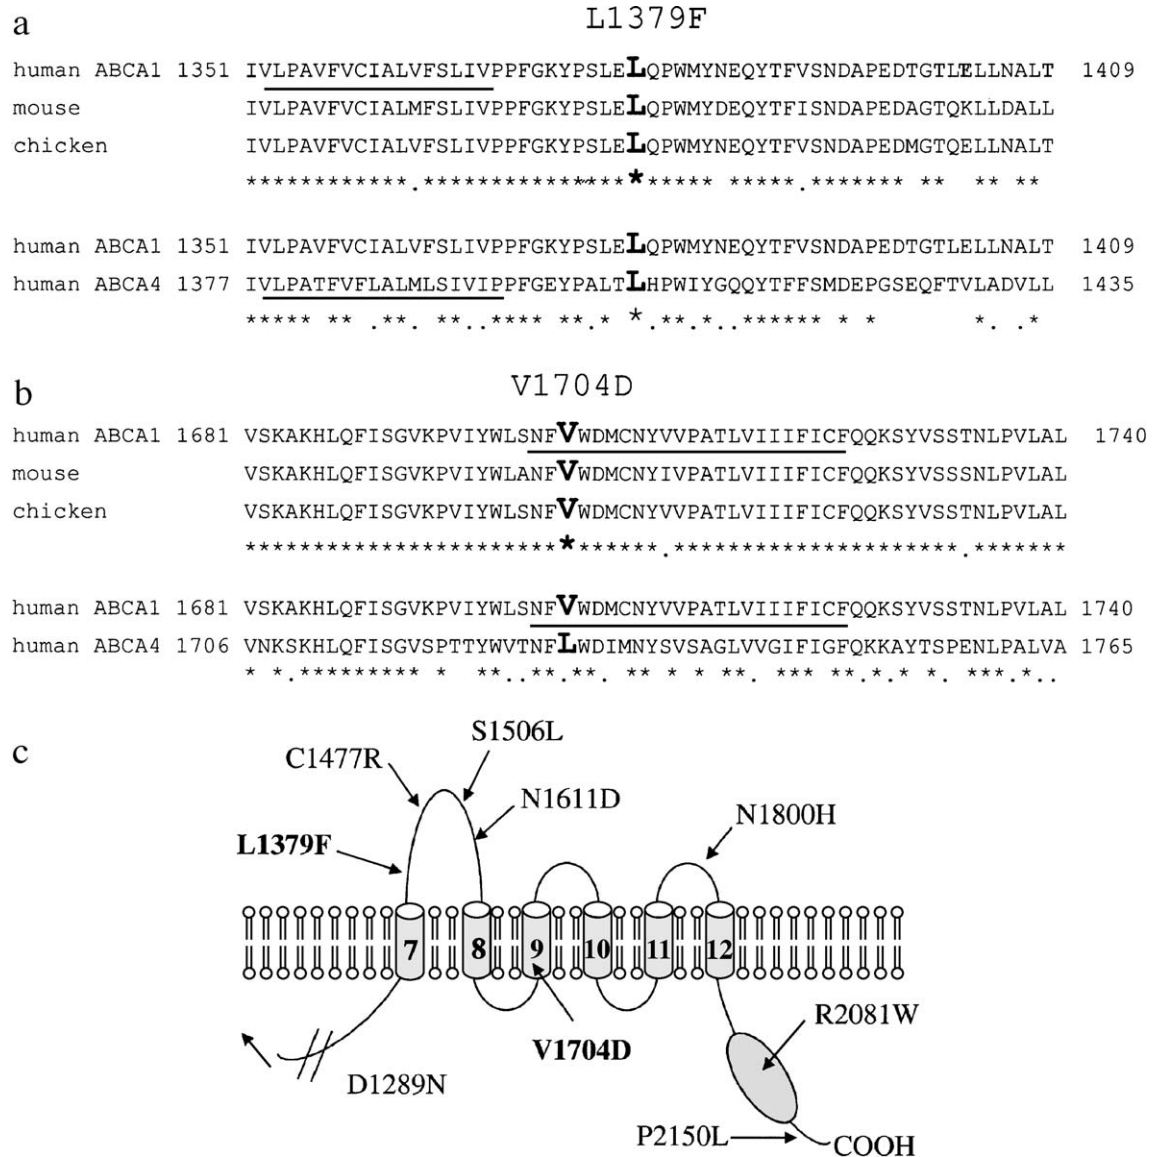 a
L1379F
human ABCA1 1351 IVLPAVFVCIALVFSLIVPPFGKYPSLELQPWMYNEQYTFVSNDAPEDTGTLELLNALT 1409
mouse IVLPAVFVCIALMFSLIVPPFGKYPSLELQPWMYDEQYTFISNDAPEDAGTQKLLDALL
chicken IVLPAVFVCIALVFSLIVPPFGKYPSLELQPWMYNEQYTFVSNDAPEDMGTQELLNALT
************.**************** ***** *****.******* ** ** **
human ABCA1 1351 IVLPAVFVCIALVFSLIVPPFGKYPSLELQPWMYNEQYTFVSNDAPEDTGTLELLNALT 1409
human ABCA4 1377 IVLPATFVFLALMLSIVIPPFGEYPALTLHPWIYGQQYTFFSMDEPGSEQFTVLADVLL 1435
***** ** .**. **..**** **.* *.**.*..****** * * *. .*
b
V1704D
human ABCA1 1681 VSKAKHLQFISGVKPVIYWLSNFVWDMCNYVVPATLVIIIFICFQQKSYVSSTNLPVLAL 1740
mouse VSKAKHLQFISGVKPVIYWLANFVWDMCNYIVPATLVIIIFICFQQKSYVSSSNLPVLAL
chicken VSKAKHLQFISGVKPVIYWLSNFVWDMCNYVVPATLVIIIFICFQQKSYVSSTNLPVLAL
******************************.*********************.*******
human ABCA1 1681 VSKAKHLQFISGVKPVIYWLSNFVWDMCNYVVPATLVIIIFICFQQKSYVSSTNLPVLAL 1740
human ABCA4 1706 VNKSKHLQFISGVSPTTYWVTNFLWDIMNYSVSAGLVVGIFIGFQKKAYTSPENLPALVA 1765
* *.********* * **..**.**. ** * * **. *** **.*.* *. ***.*..
c
S1506L
C1477R
N1611D
N1800H
L1379F
7 8 9 10 11 12
R2081W
V1704D
D1289N
P2150L
COOH